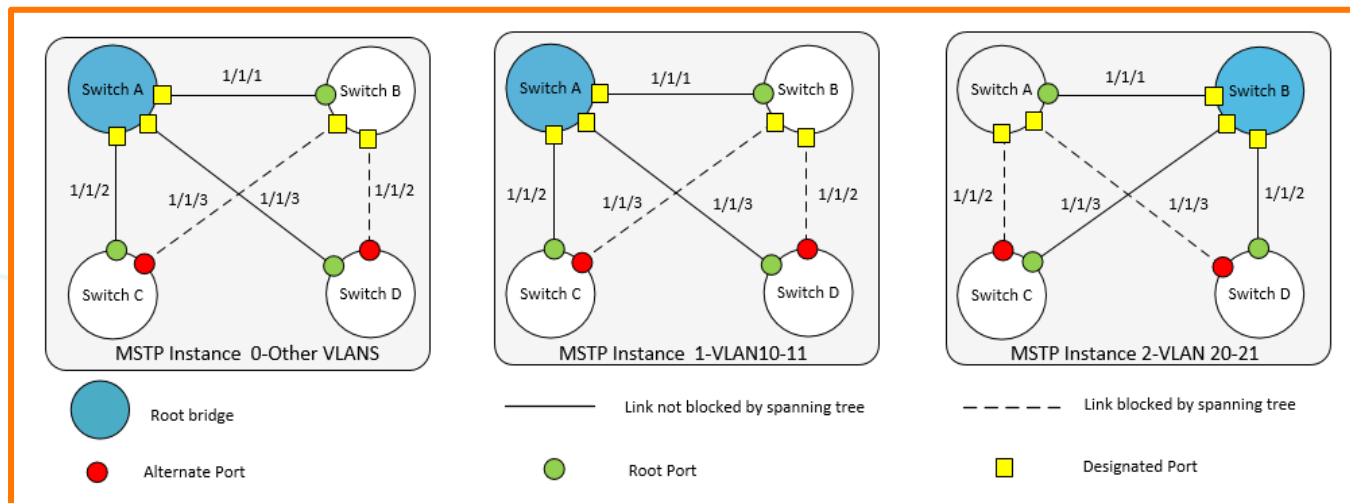 Switch A
1/1/1
Switch B
1/1/2
1/1/3
1/1/3
1/1/2
Switch C
Switch D
MSTP Instance 0-Other VLANS
Switch A
1/1/1
Switch B
1/1/2
1/1/3
1/1/3
1/1/2
Switch C
Switch D
MSTP Instance 1-VLAN10-11
Switch A
1/1/1
Switch B
1/1/2
1/1/3
1/1/3
1/1/2
Switch C
Switch D
MSTP Instance 2-VLAN 20-21
Root bridge
Link not blocked by spanning tree
Link blocked by spanning tree
Alternate Port
Root Port
Designated Port